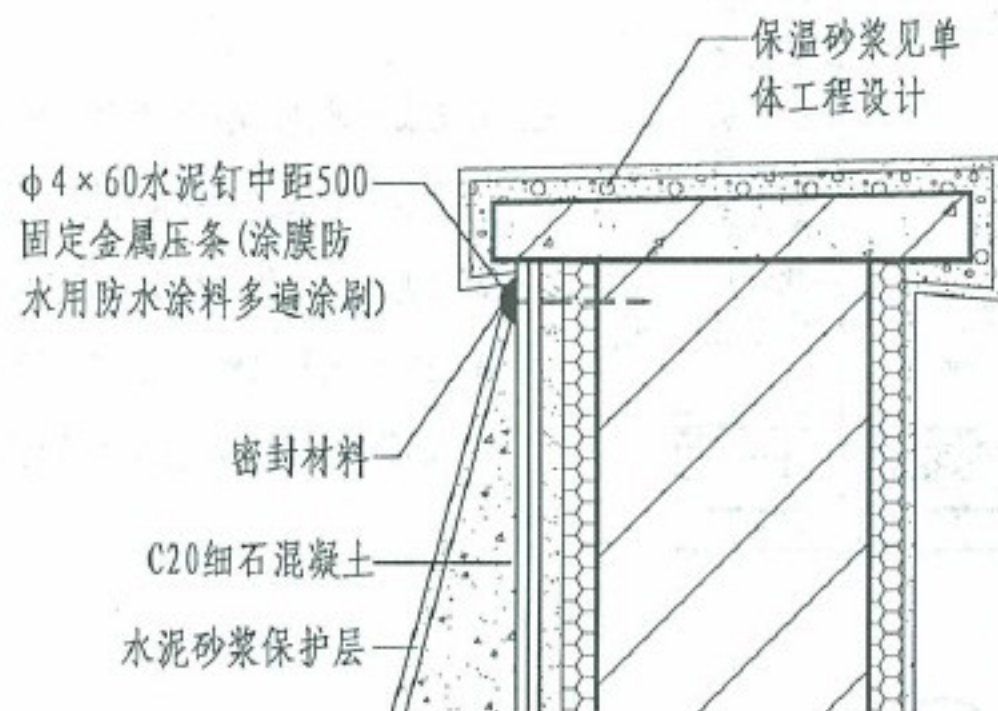 保温砂浆见单
体工程设计
ф4×60水泥钉中距500
固定金属压条(涂膜防
水用防水涂料多遍涂刷)
密封材料
C20细石混凝土
水泥砂浆保护层